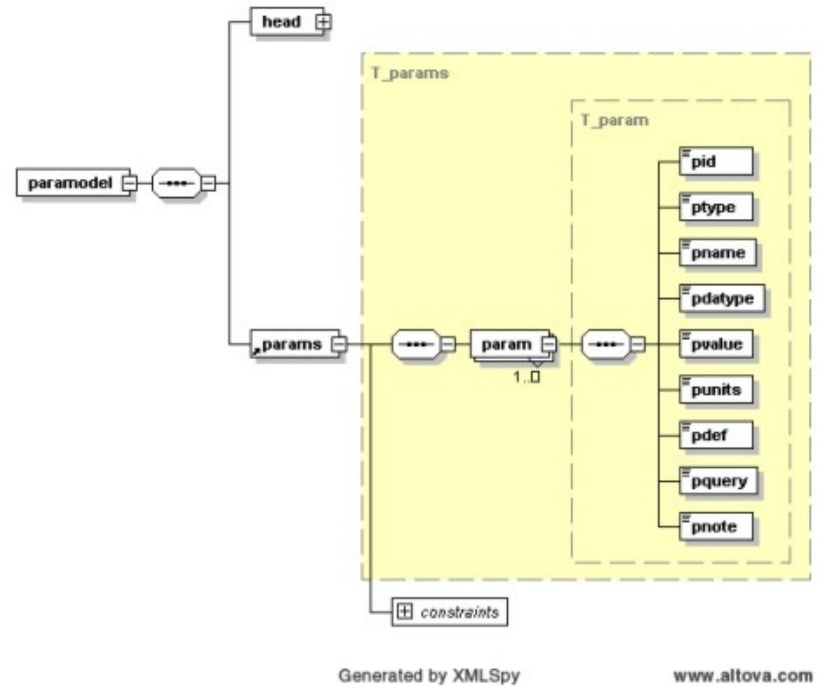 head
T_params
T_param
pid
paramodel
ptype
pname
pdatype
params
param
pvalue
1..
punits
pdef
pquery
pnote
constraints
Generated by XMLSpy
www.altova.com